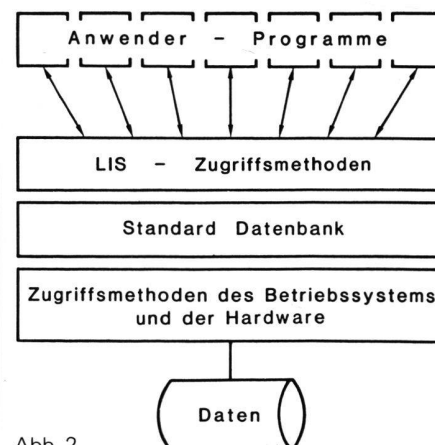 Anwender – Programme
LIS – Zugriffsmethoden
Standard Datenbank
Zugriffsmethoden des Betriebssystems
und der Hardware
Daten
Abb. 2